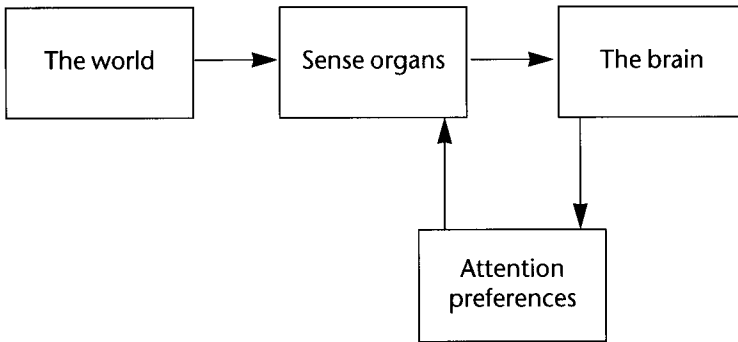 The world
Sense organs
The brain
Attention
preferences